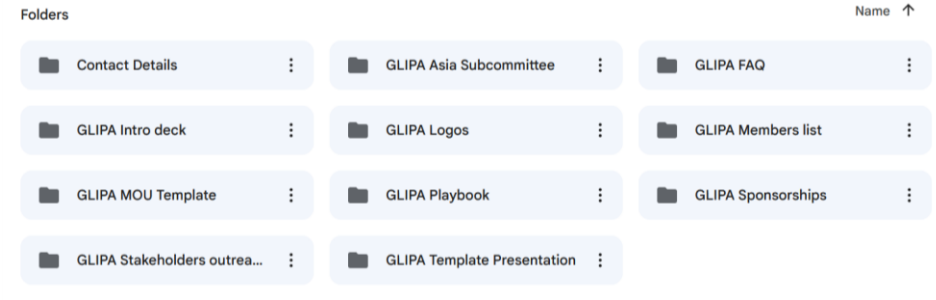 Folders
Name
Contact Details
GLIPA Asia Subcommittee
GLIPA FAQ
GLIPA Intro deck
GLIPA Logos
GLIPA Members list
GLIPA MOU Template
GLIPA Playbook
GLIPA Sponsorships
GLIPA Stakeholders outrea...
GLIPA Template Presentation